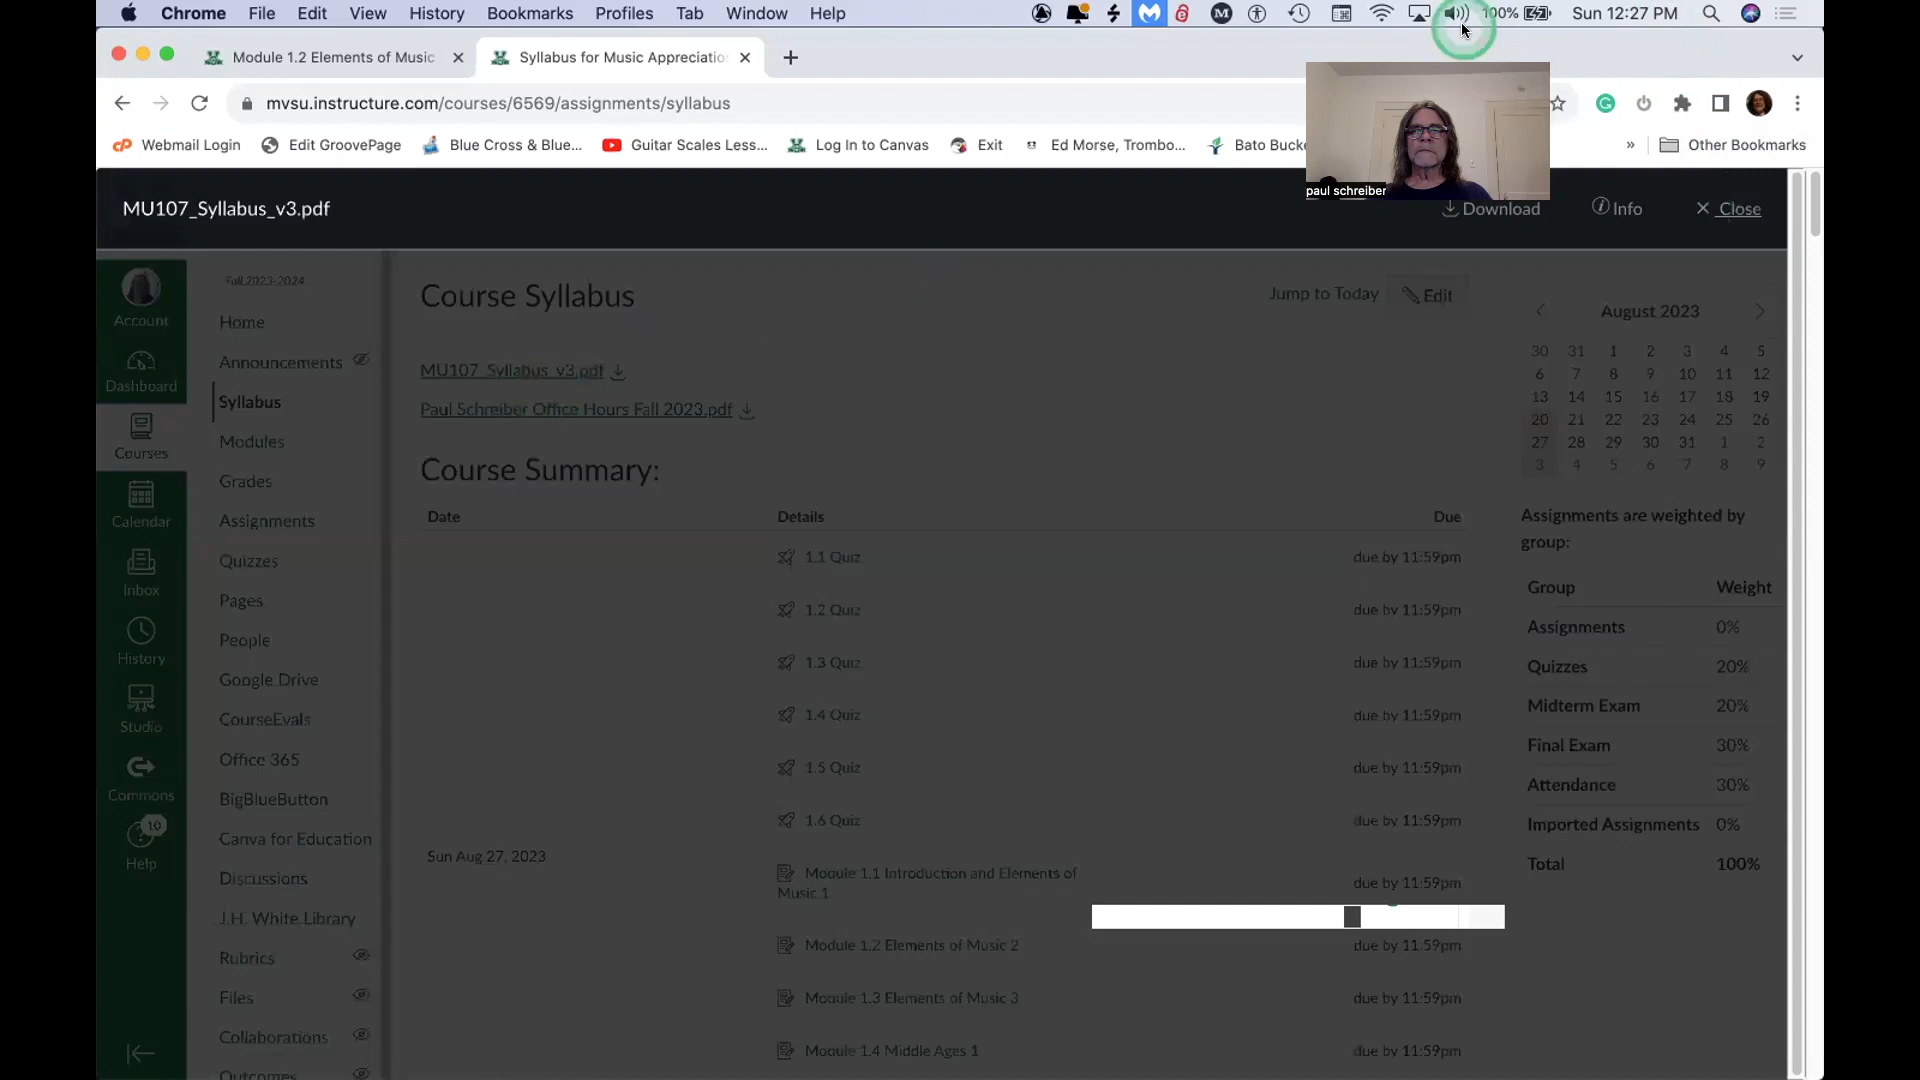 Chrome File Edit View History Bookmarks Profiles Tab Window Help 100% Sun 12:27 PM
Module 1.2 Elements of Music
Syllabus for Music Appreciatio
mvsu.instructure.com/courses/6569/assignments/syllabus
Webmail Login Edit GroovePage Blue Cross & Blue... Guitar Scales Less... Log In to Canvas Exit Ed Morse, Trombo... Bato Buck » Other Bookmarks
paul schreiber
MU107_Syllabus_v3.pdf
Download Info Close
Account
Dashboard
Courses
Calendar
Inbox
History
Studio
Commons
10
Help
Fall 2023-2024
Home
Announcements
Syllabus
Modules
Grades
Assignments
Quizzes
Pages
People
Google Drive
CourseEvals
Office 365
BigBlueButton
Canva for Education
Discussions
J.H. White Library
Rubrics
Files
Collaborations
Outcomes
Course Syllabus
Jump to Today Edit
MU107_Syllabus_v3.pdf
Paul Schreiber Office Hours Fall 2023.pdf
Course Summary:
Date Details Due
1.1 Quiz due by 11:59pm
1.2 Quiz due by 11:59pm
1.3 Quiz due by 11:59pm
1.4 Quiz due by 11:59pm
1.5 Quiz due by 11:59pm
1.6 Quiz due by 11:59pm
Sun Aug 27, 2023
Module 1.1 Introduction and Elements of
Music 1
due by 11:59pm
Module 1.2 Elements of Music 2 due by 11:59pm
Module 1.3 Elements of Music 3 due by 11:59pm
Module 1.4 Middle Ages 1 due by 11:59pm
August 2023
30 31 1 2 3 4 5
6 7 8 9 10 11 12
13 14 15 16 17 18 19
20 21 22 23 24 25 26
27 28 29 30 31 1 2
3 4 5 6 7 8 9
Assignments are weighted by
group:
Group Weight
Assignments 0%
Quizzes 20%
Midterm Exam 20%
Final Exam 30%
Attendance 30%
Imported Assignments 0%
Total 100%